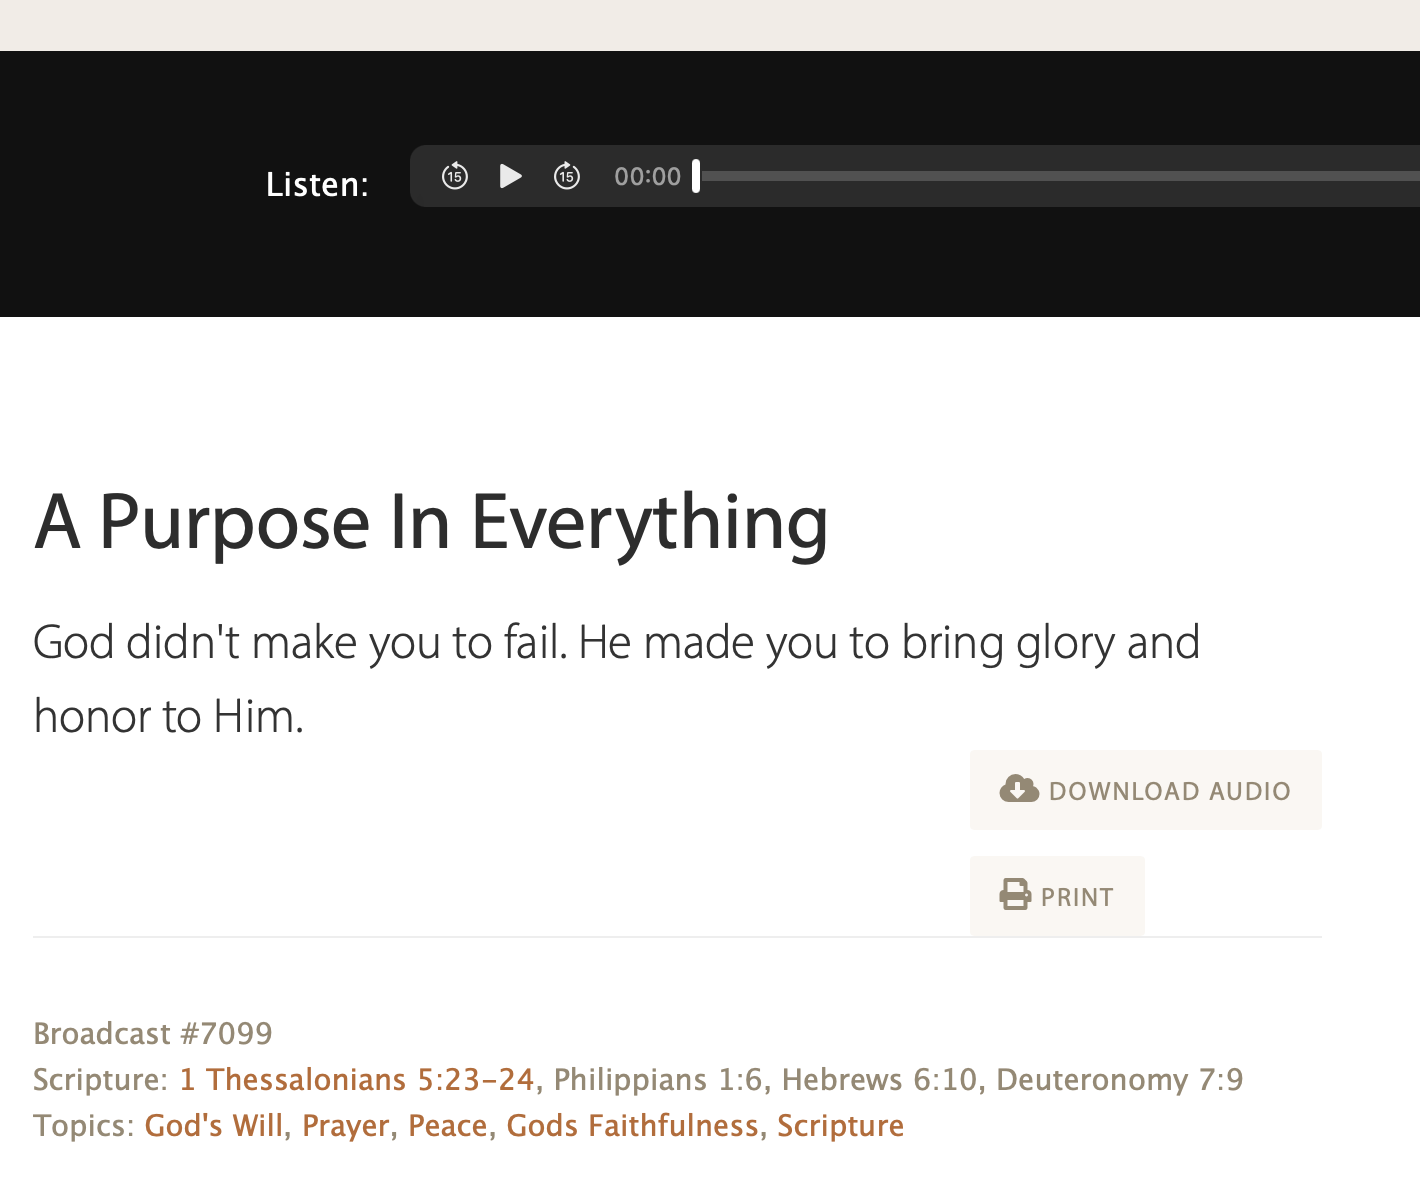 Listen:
15
15
00:00
A Purpose In Everything
God didn't make you to fail. He made you to bring glory and
honor to Him.
DOWNLOAD AUDIO
PRINT
Broadcast #7099
Scripture: 1 Thessalonians 5:23–24, Philippians 1:6, Hebrews 6:10, Deuteronomy 7:9
Topics: God's Will, Prayer, Peace, Gods Faithfulness, Scripture